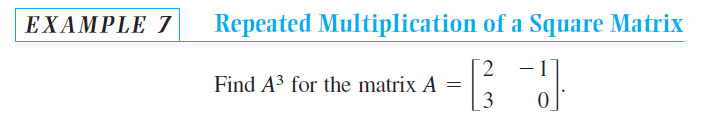 EXAMPLE 7 Repeated Multiplication of a Square Matrix
Find A³ for the matrix A = [2 −1
3 0].